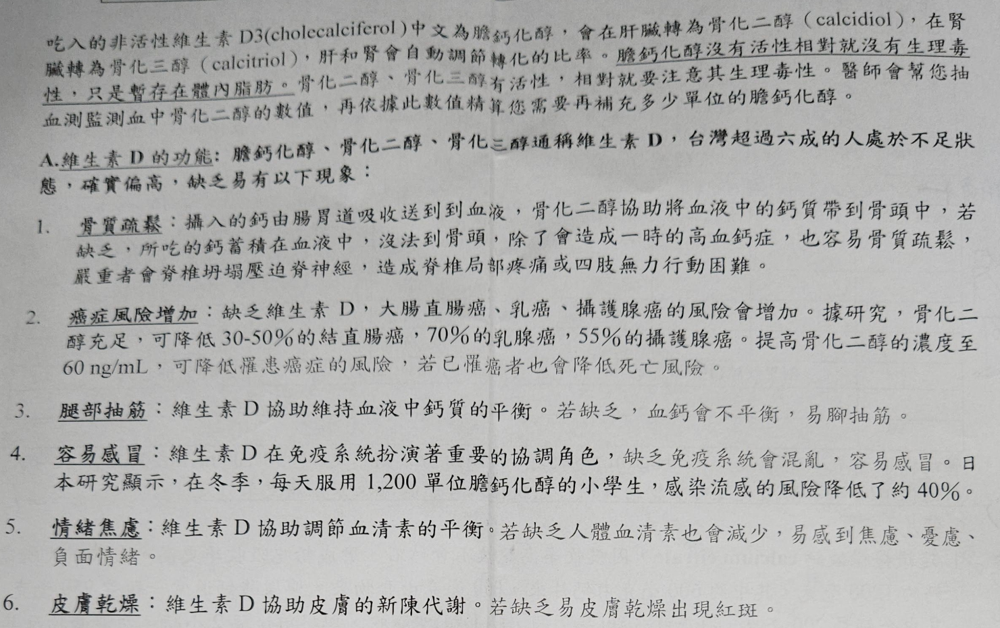 吃入的非活性維生素 D3(cholecalciferol)中文為膽鈣化醇，會在肝臟轉為骨化二醇（calcidiol），在腎
臟轉為骨化三醇（calcitriol），肝和腎會自動調節轉化的比率。膽鈣化醇沒有活性相對就沒有生理毒
性，只是暫存在體內脂肪。骨化二醇、骨化三醇有活性，相對就要注意其生理毒性。醫師會幫您抽
血測監測血中骨化二醇的數值，再依據此數值精算您需要再補充多少單位的膽鈣化醇。
A.維生素 D 的功能: 膽鈣化醇、骨化二醇、骨化三醇通稱維生素 D，台灣超過六成的人處於不足狀
態，確實偏高，缺乏易有以下現象：
1. 骨質疏鬆：攝入的鈣由腸胃道吸收送到到血液，骨化二醇協助將血液中的鈣質帶到骨頭中，若
缺乏，所吃的鈣蓄積在血液中，沒法到骨頭，除了會造成一時的高血鈣症，也容易骨質疏鬆，
嚴重者會脊椎坍塌壓迫脊神經，造成脊椎局部疼痛或四肢無力行動困難。
2. 癌症風險增加：缺乏維生素 D，大腸直腸癌、乳癌、攝護腺癌的風險會增加。據研究，骨化二
醇充足，可降低 30-50%的結直腸癌，70%的乳腺癌，55%的攝護腺癌。提高骨化二醇的濃度至
60 ng/mL，可降低罹患癌症的風險，若已罹癌者也會降低死亡風險。
3. 腿部抽筋：維生素 D 協助維持血液中鈣質的平衡。若缺乏，血鈣會不平衡，易腳抽筋。
4. 容易感冒：維生素 D 在免疫系統扮演著重要的協調角色，缺乏免疫系統會混亂，容易感冒。日
本研究顯示，在冬季，每天服用 1,200 單位膽鈣化醇的小學生，感染流感的風險降低了約 40%。
5. 情緒焦慮：維生素 D 協助調節血清素的平衡。若缺乏人體血清素也會減少，易感到焦慮、憂慮、
負面情緒。
6. 皮膚乾燥：維生素 D 協助皮膚的新陳代謝。若缺乏易皮膚乾燥出現紅斑。